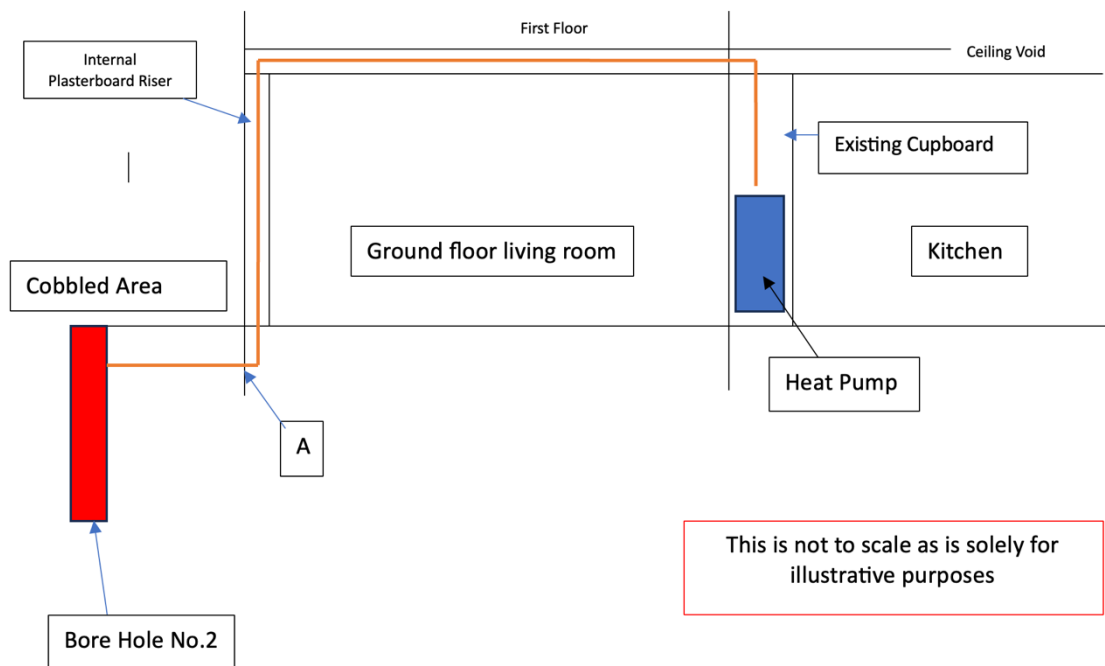 First Floor
Internal
Plasterboard Riser
Ceiling Void
Existing Cupboard
Ground floor living room
Kitchen
Cobbled Area
Heat Pump
A
This is not to scale as is solely for
illustrative purposes
Bore Hole No.2